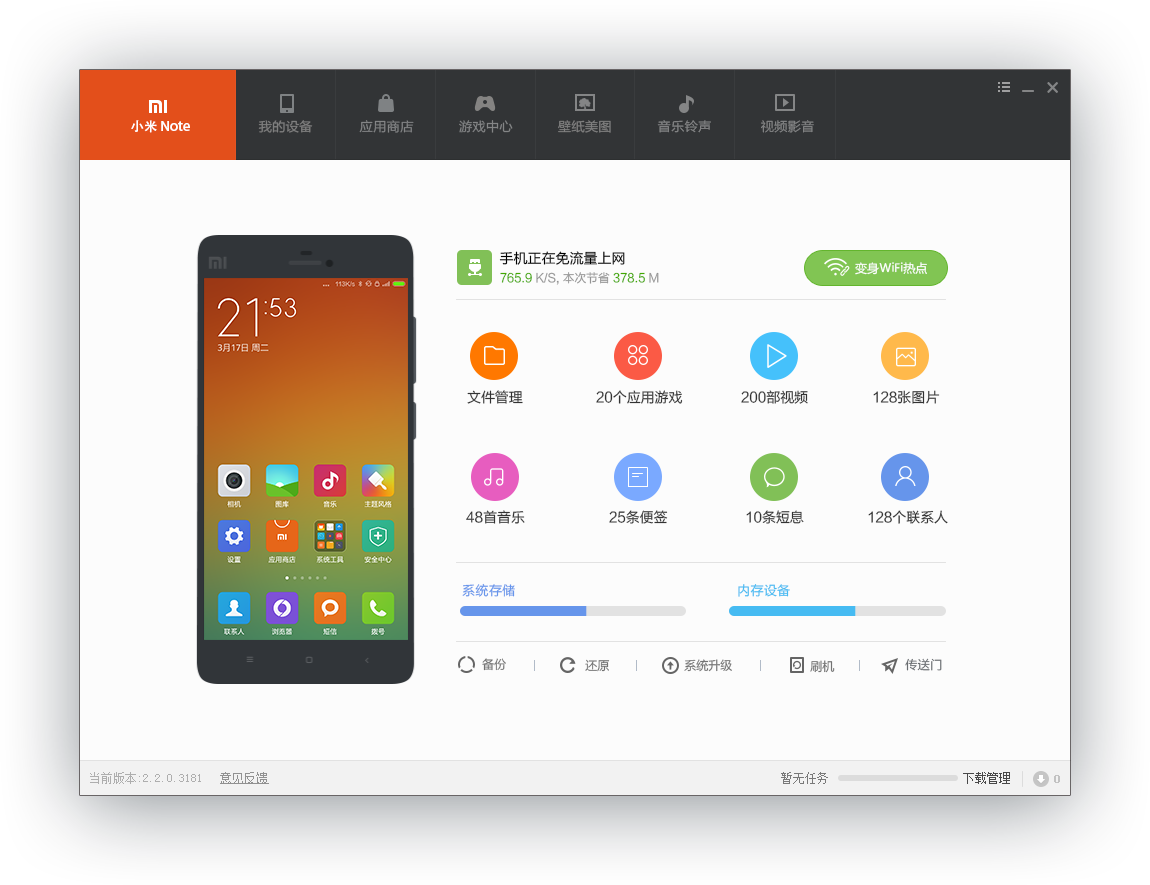 小米 Note
我的设备
应用商店
游戏中心
壁纸美图
音乐铃声
视频影音
手机正在免流量上网
765.9 K/S, 本次节省 378.5 M
变身WiFi热点
113K/s
21:53
3月17日 周二
相机
图库
音乐
主题风格
设置
应用商店
系统工具
安全中心
联系人
浏览器
短信
拨号
文件管理
20个应用游戏
200部视频
128张图片
48首音乐
25条便签
10条短息
128个联系人
系统存储
内存设备
备份
还原
系统升级
刷机
传送门
当前版本:2.2.0.3181
意见反馈
暂无任务
下载管理
0